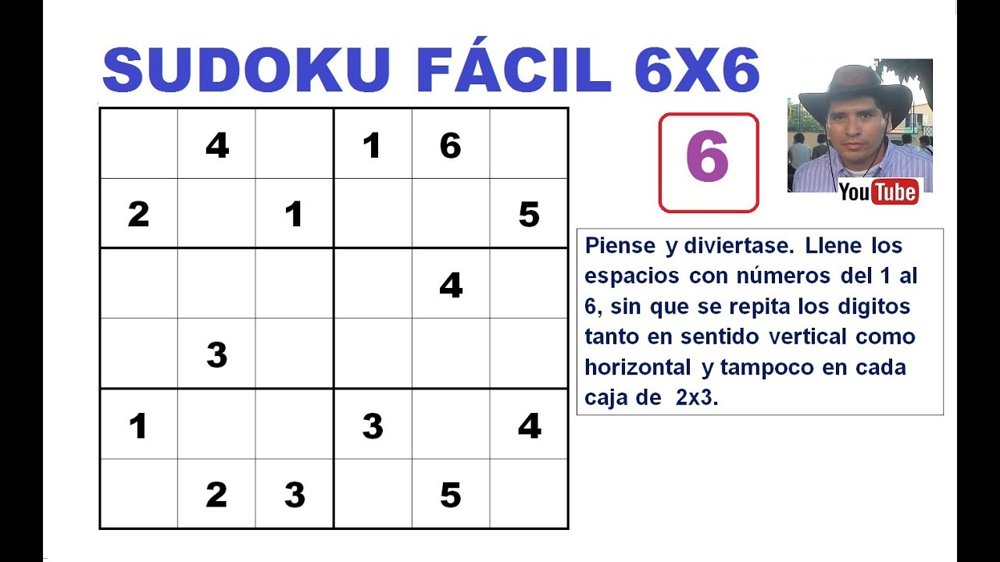 SUDOKU FÁCIL 6X6
4 1 6
2 1 5
4
3
1 3 4
2 3 5
6
YouTube
Piense y diviertase. Llene los
espacios con números del 1 al
6, sin que se repita los digitos
tanto en sentido vertical como
horizontal y tampoco en cada
caja de 2x3.